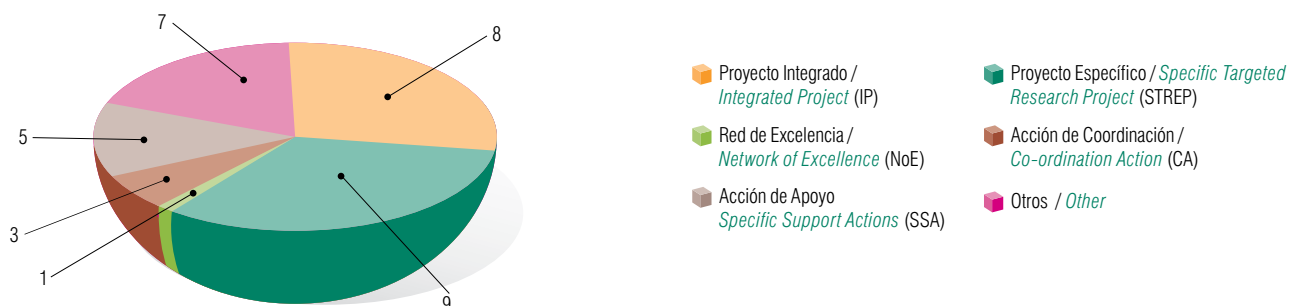 7
8
5
3
1
9
Proyecto Integrado /
Integrated Project (IP)
Red de Excelencia /
Network of Excellence (NoE)
Acción de Apoyo
Specific Support Actions (SSA)
Proyecto Específico / Specific Targeted
Research Project (STREP)
Acción de Coordinación /
Co-ordination Action (CA)
Otros / Other